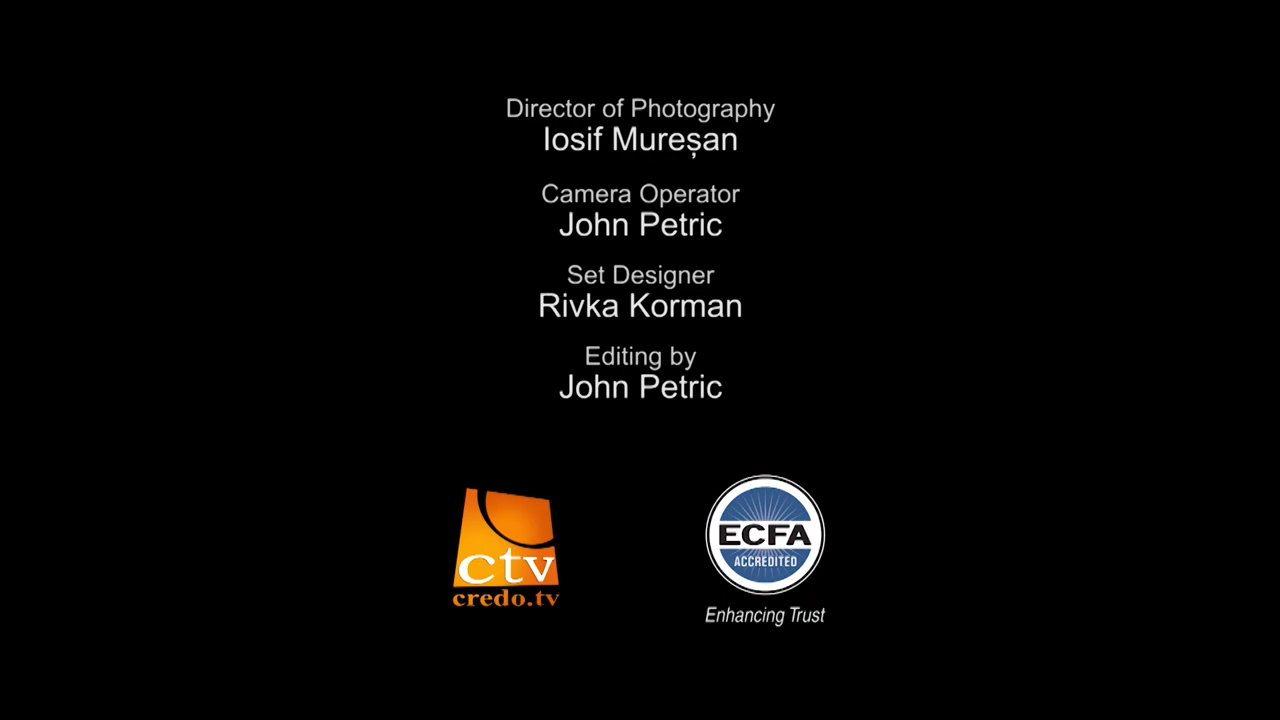 Director of Photography
Iosif Mureșan
Camera Operator
John Petric
Set Designer
Rivka Korman
Editing by
John Petric
ctv
credo.tv
ECFA
ACCREDITED
Enhancing Trust